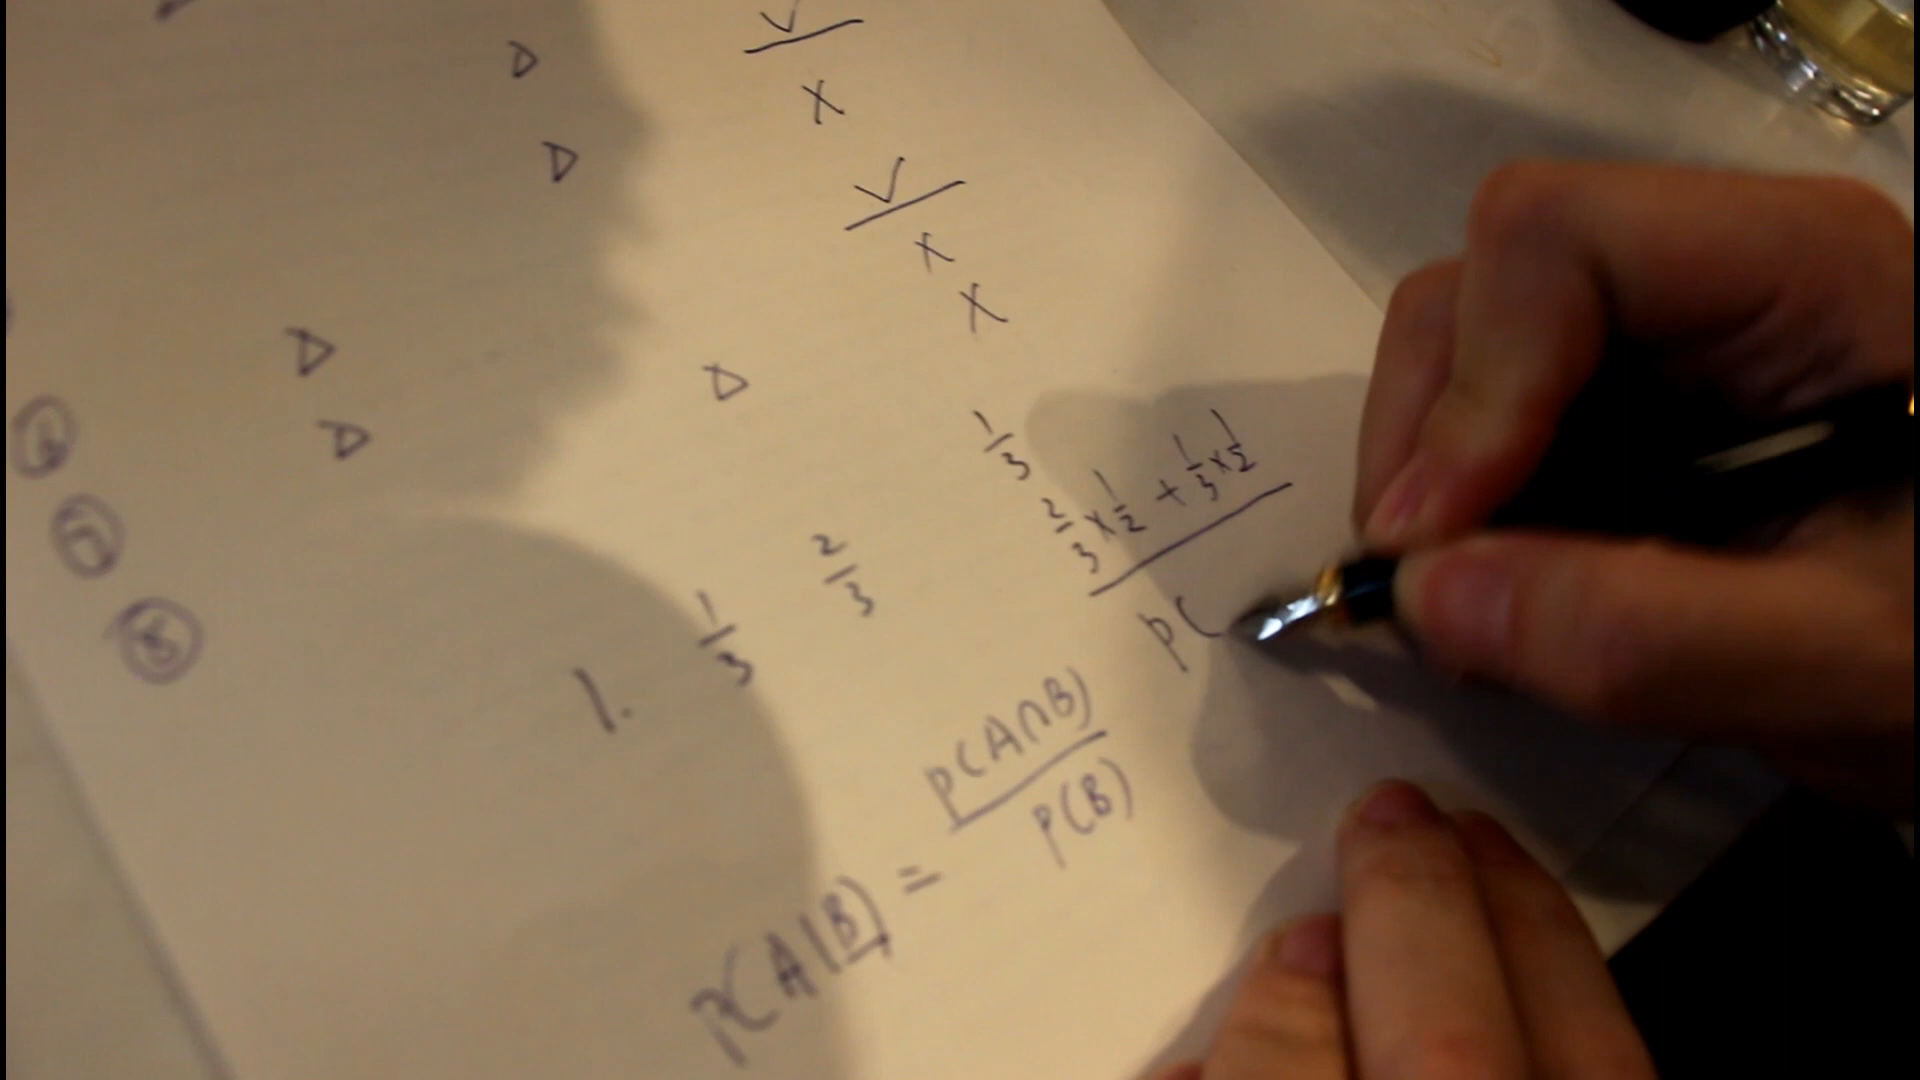 D
√
X
D
√
X
X
D
D
D
1/3
2/3 × 1/2 + 1/3 × 1/2
P(
2/3
1/3
1.
P(A|B) = P(A∩B) / P(B)